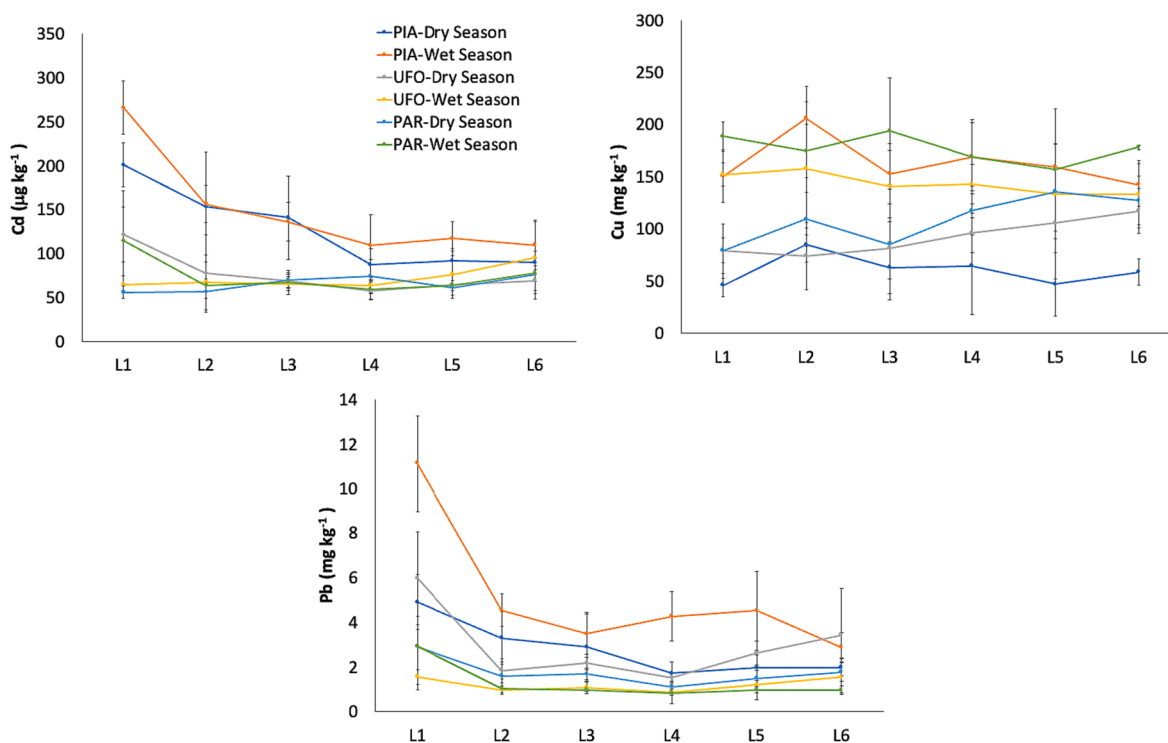 350
300
250
200
150
100
50
0
Cd (µg kg⁻¹)
L1 L2 L3 L4 L5 L6
PIA-Dry Season
PIA-Wet Season
UFO-Dry Season
UFO-Wet Season
PAR-Dry Season
PAR-Wet Season
300
250
200
150
100
50
0
Cu (mg kg⁻¹)
L1 L2 L3 L4 L5 L6
14
12
10
8
6
4
2
0
Pb (mg kg⁻¹)
L1 L2 L3 L4 L5 L6